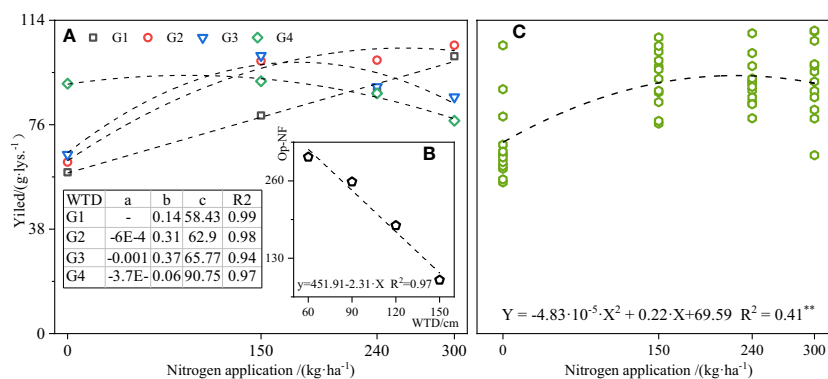 A G1 G2 G3 G4
Yiled/(g·lys.⁻¹)
114
76
38
0
WTD a b c R2
G1 - 0.14 58.43 0.99
G2 -6E-4 0.31 62.9 0.98
G3 -0.001 0.37 65.77 0.94
G4 -3.7E- 0.06 90.75 0.97
0 150 240 300
Nitrogen application /(kg·ha⁻¹)
B
Op-NF
260
130
y=451.91-2.31·X R²=0.97
60 90 120 150
WTD/cm
C
Y = -4.83·10⁻⁵·X² + 0.22·X+69.59 R² = 0.41**
0 150 240 300
Nitrogen application /(kg·ha⁻¹)